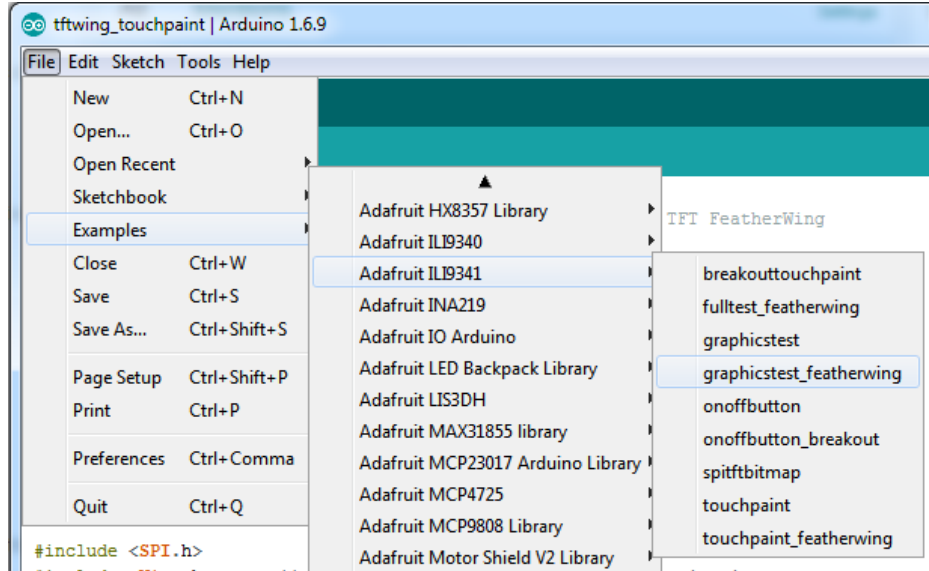 tftwing_touchpaint | Arduino 1.6.9
File Edit Sketch Tools Help
New Ctrl+N
Open... Ctrl+O
Open Recent
Sketchbook
Examples
Close Ctrl+W
Save Ctrl+S
Save As... Ctrl+Shift+S
Page Setup Ctrl+Shift+P
Print Ctrl+P
Preferences Ctrl+Comma
Quit Ctrl+Q
Adafruit HX8357 Library
Adafruit ILI9340
Adafruit ILI9341
Adafruit INA219
Adafruit IO Arduino
Adafruit LED Backpack Library
Adafruit LIS3DH
Adafruit MAX31855 library
Adafruit MCP23017 Arduino Library
Adafruit MCP4725
Adafruit MCP9808 Library
Adafruit Motor Shield V2 Library
breakouttouchpaint
fulltest_featherwing
graphicstest
graphicstest_featherwing
onoffbutton
onoffbutton_breakout
spitftbitmap
touchpaint
touchpaint_featherwing
TFT FeatherWing
#include <SPI.h>